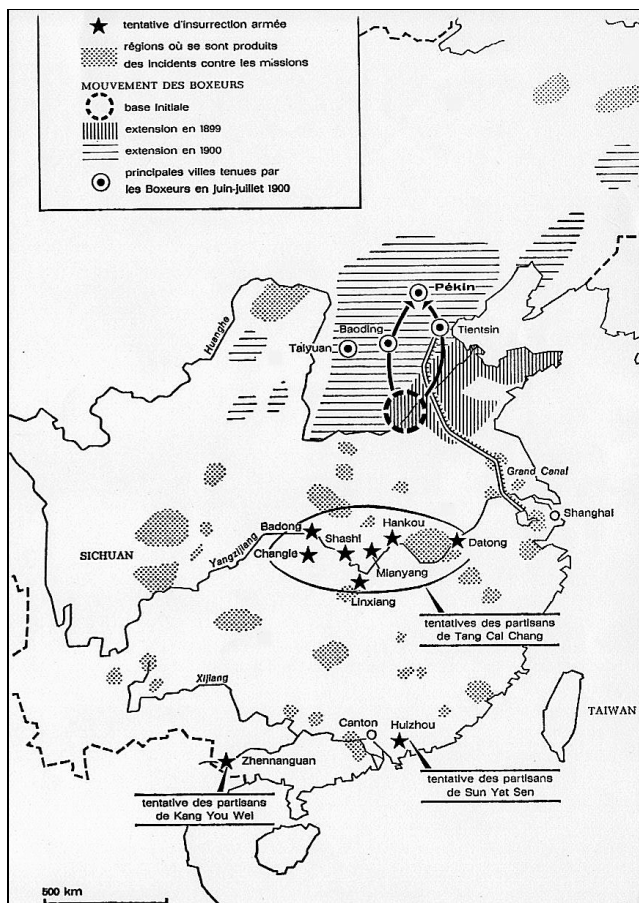 tentative d'insurrection armée
régions où se sont produits
des incidents contre les missions
MOUVEMENT DES BOXEURS
base initiale
extension en 1899
extension en 1900
principales villes tenues par
les Boxeurs en juin-juillet 1900
Pékin
Baoding
Tientsin
Taiyuan
Huanghe
Grand Canal
Shanghai
Badong
Shashi
Hankou
Changle
Datong
SICHUAN
Yangzijiang
Mianyang
Linxiang
tentatives des partisans
de Tang Cai Chang
Xijiang
TAIWAN
Canton
Huizhou
Zhennanguan
tentative des partisans
de Sun Yat Sen
tentative des partisans
de Kang You Wei
500 km